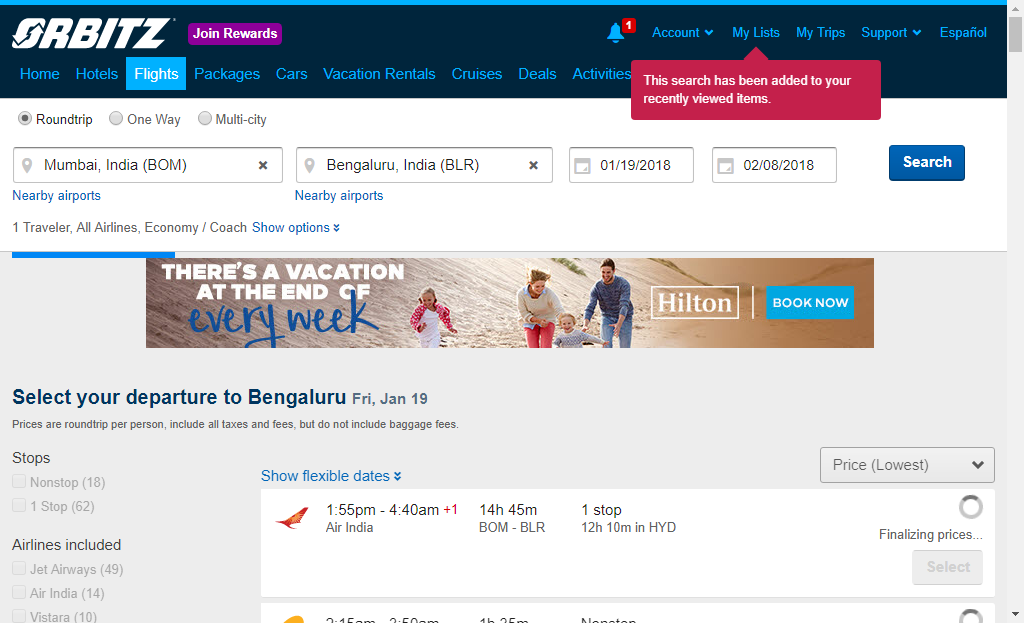 ORBITZ Join Rewards
1
Account My Lists My Trips Support Español
Home Hotels Flights Packages Cars Vacation Rentals Cruises Deals Activities
This search has been added to your
recently viewed items.
Roundtrip One Way Multi-city
Mumbai, India (BOM) Bengaluru, India (BLR) 01/19/2018 02/08/2018 Search
Nearby airports Nearby airports
1 Traveler, All Airlines, Economy / Coach Show options
THERE'S A VACATION
AT THE END OF
every week
Hilton BOOK NOW
Select your departure to Bengaluru Fri, Jan 19
Prices are roundtrip per person, include all taxes and fees, but do not include baggage fees.
Stops
Nonstop (18)
1 Stop (62)
Airlines included
Jet Airways (49)
Air India (14)
Vistara (10)
Show flexible dates Price (Lowest)
1:55pm - 4:40am +1 14h 45m 1 stop
Air India BOM - BLR 12h 10m in HYD
Finalizing prices...
Select
2:15am - 3:50am 1h 35m Nonstop